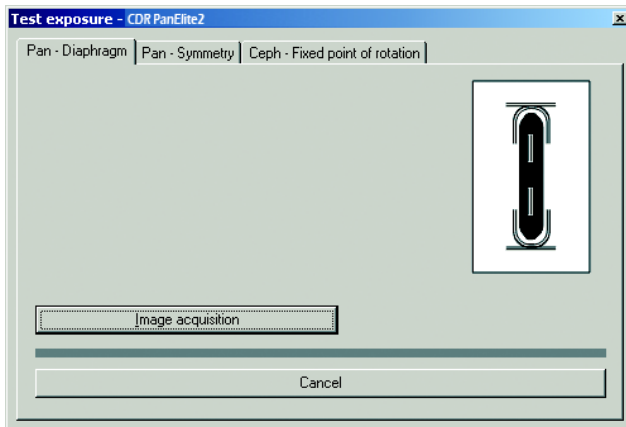 Test exposure - CDR PanElite2
Pan - Diaphragm Pan - Symmetry Ceph - Fixed point of rotation
Image acquisition
Cancel